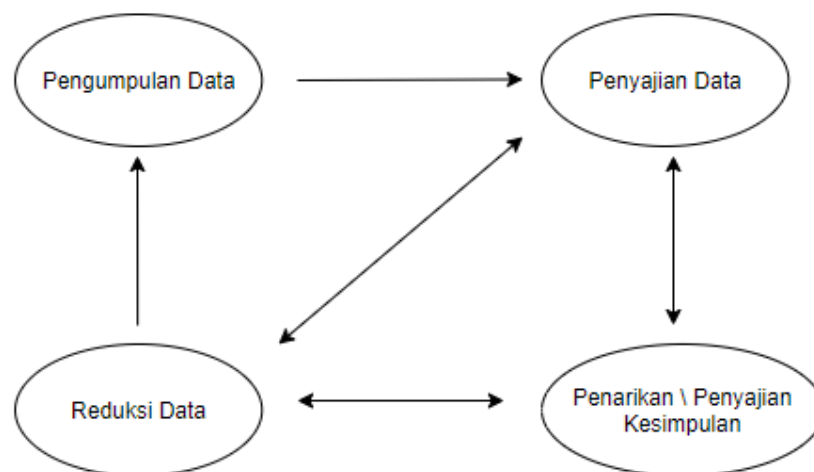 Pengumpulan Data
Penyajian Data
Reduksi Data
Penarikan \ Penyajian
Kesimpulan